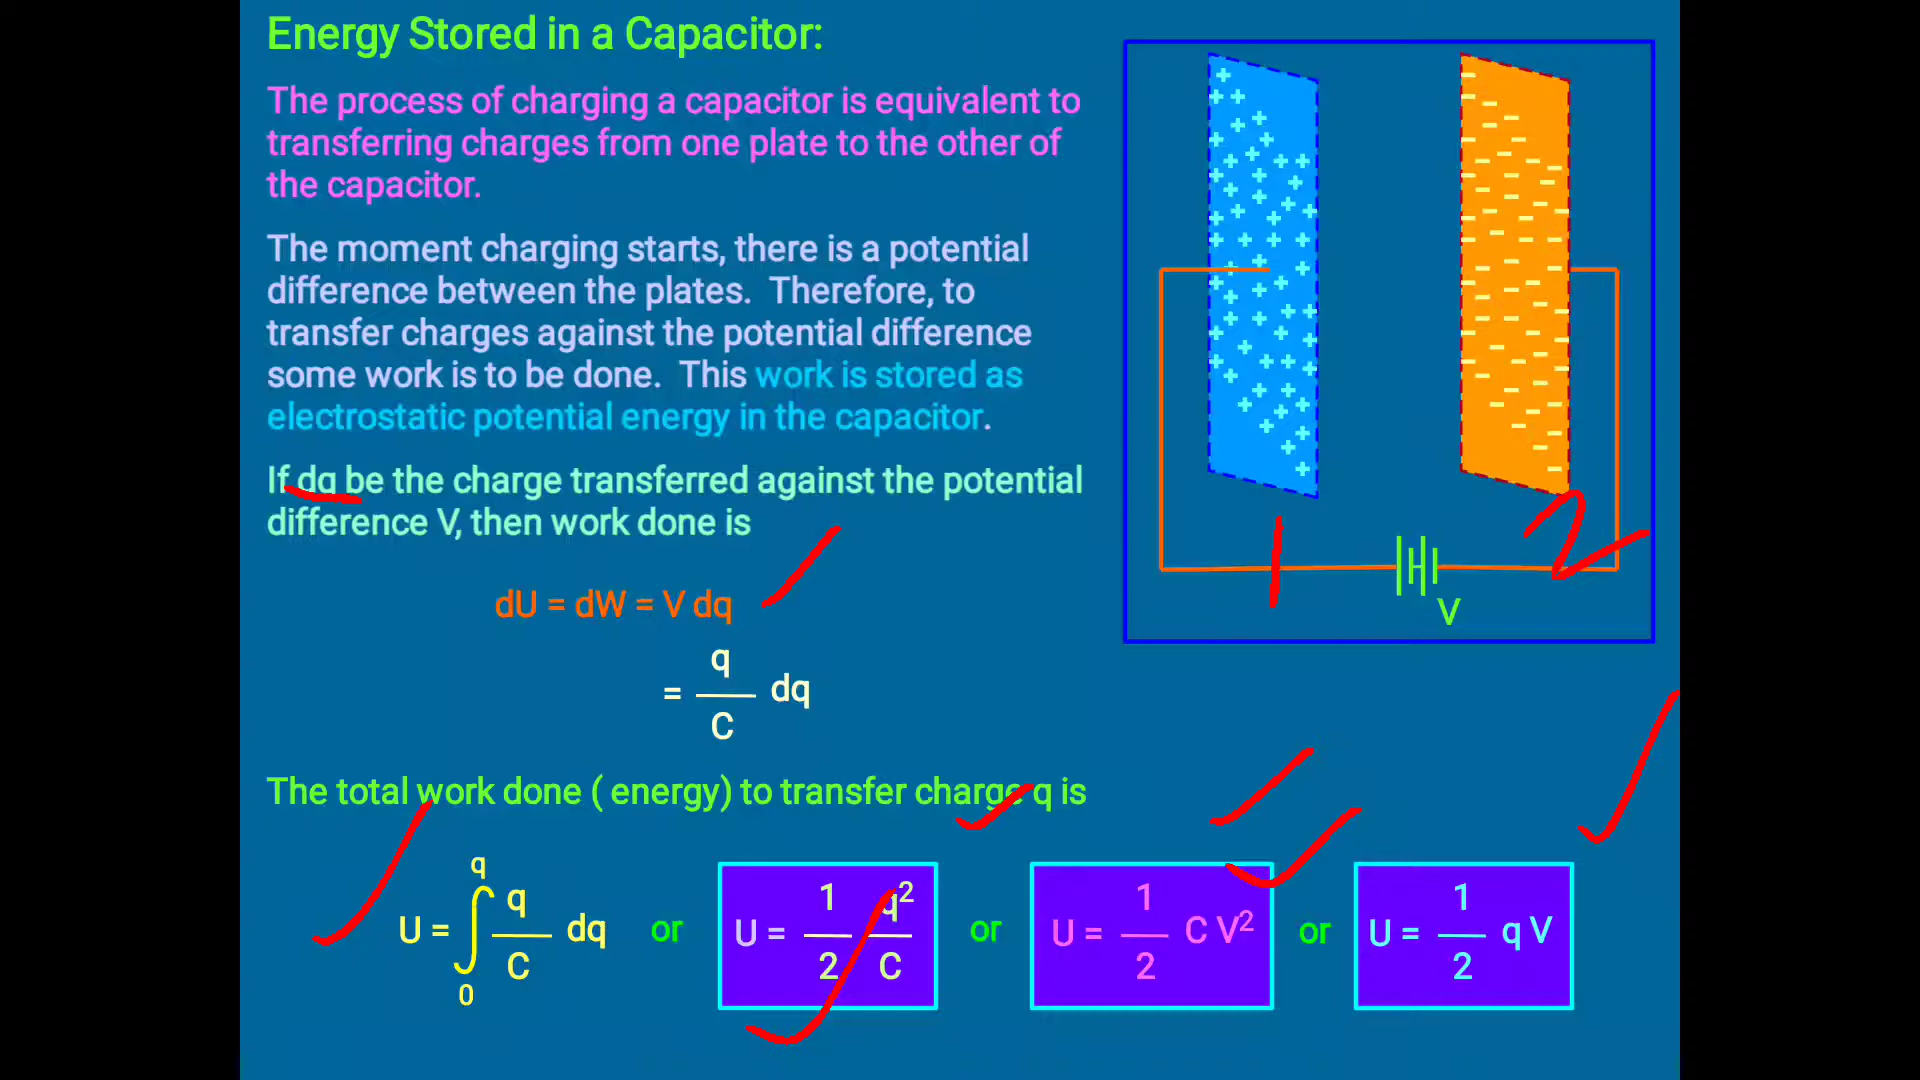 Energy Stored in a Capacitor:
The process of charging a capacitor is equivalent to
transferring charges from one plate to the other of
the capacitor.
The moment charging starts, there is a potential
difference between the plates. Therefore, to
transfer charges against the potential difference
some work is to be done. This work is stored as
electrostatic potential energy in the capacitor.
If dq be the charge transferred against the potential
difference V, then work done is
dU = dW = V dq
= q/C dq
The total work done ( energy) to transfer charge q is
U = ∫₀^q q/C dq or U = 1/2 q²/C or U = 1/2 C V² or U = 1/2 q V
1 2
V